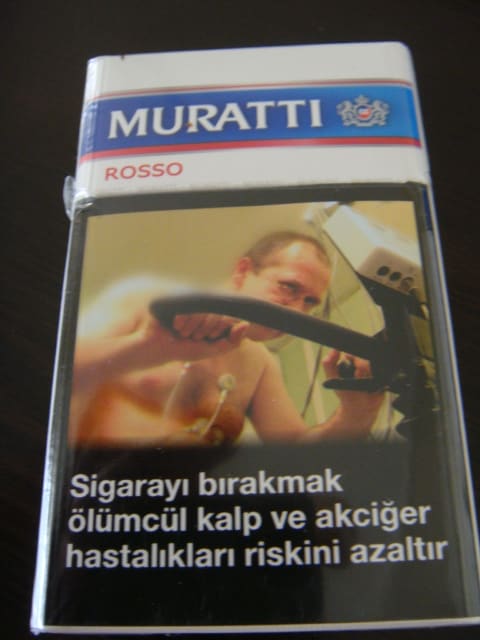 MURATTI
ROSSO
Sigarayı bırakmak
ölümcül kalp ve akciğer
hastalıkları riskini azaltır